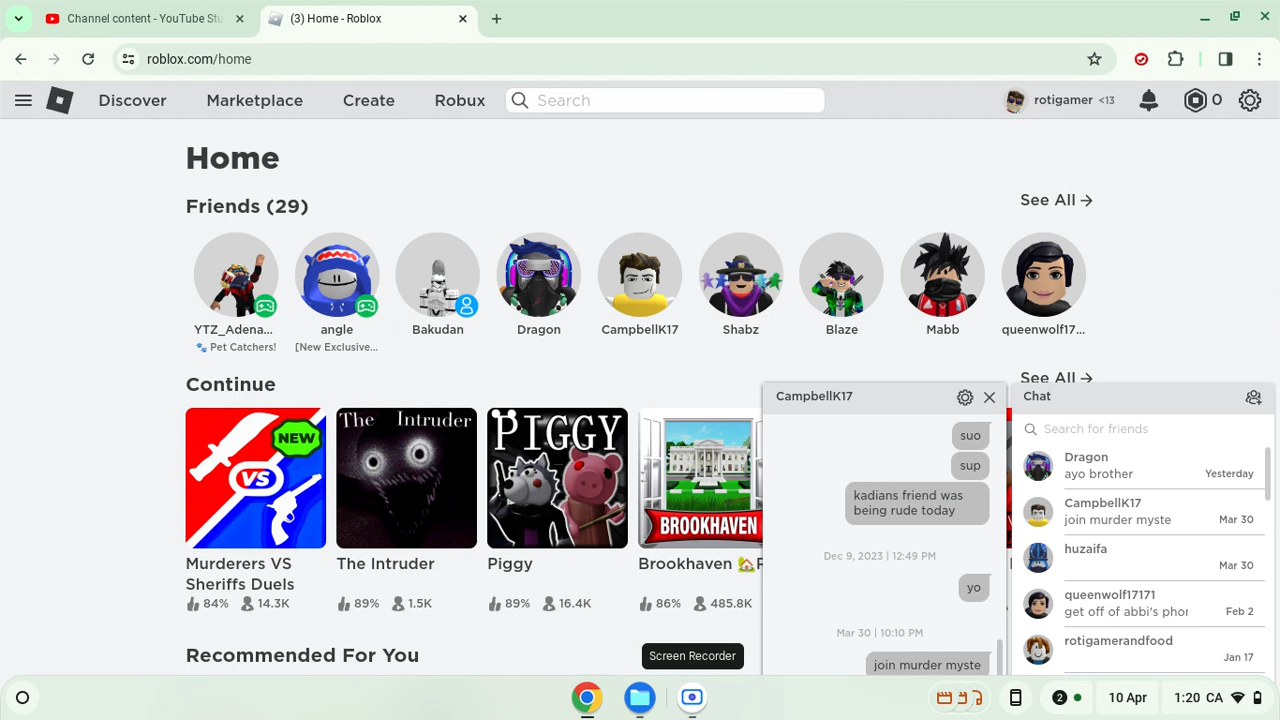 Channel content - YouTube Stu
(3) Home - Roblox
roblox.com/home
Discover
Marketplace
Create
Robux
Search
rotigamer <13
0
Home
Friends (29)
See All
YTZ_Adena...
Pet Catchers!
angle
[New Exclusive...
Bakudan
Dragon
CampbellK17
Shabz
Blaze
Mabb
queenwolf17...
Continue
See All
NEW
VS
The Intruder
PIGGY
BROOKHAVEN
Murderers VS
Sheriffs Duels
84% 14.3K
The Intruder
89% 1.5K
Piggy
89% 16.4K
Brookhaven
86% 485.8K
Recommended For You
Screen Recorder
CampbellK17
suo
sup
kadians friend was
being rude today
Dec 9, 2023 | 12:49 PM
yo
Mar 30 | 10:10 PM
join murder myste
Chat
Search for friends
Dragon
ayo brother
Yesterday
CampbellK17
join murder myste
Mar 30
huzaifa
Mar 30
queenwolf17171
get off of abbi's phor
Feb 2
rotigamerandfood
Jan 17
2
10 Apr
1:20 CA